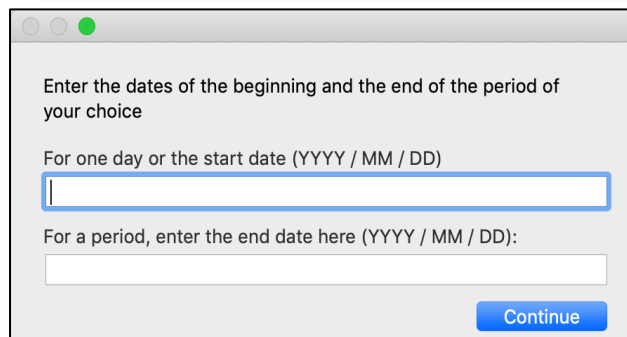 Enter the dates of the beginning and the end of the period of
your choice
For one day or the start date (YYYY / MM / DD)
For a period, enter the end date here (YYYY / MM / DD):
Continue